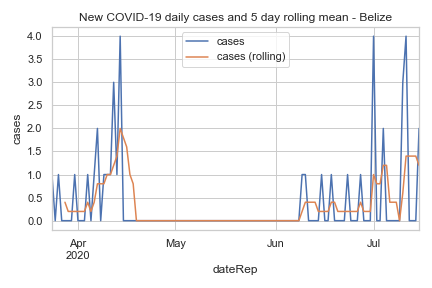 New COVID-19 daily cases and 5 day rolling mean - Belize
cases
cases (rolling)
4.0
3.5
3.0
2.5
2.0
1.5
1.0
0.5
0.0
cases
Apr
2020
May
Jun
Jul
dateRep